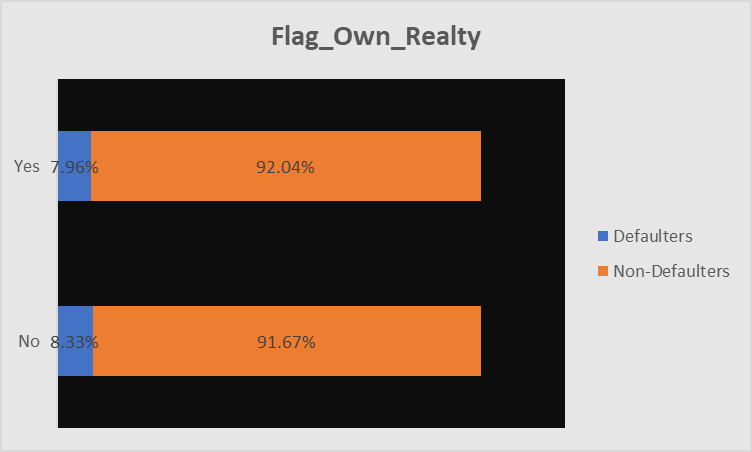 Flag_Own_Realty
Yes 7.96% 92.04%
Defaulters
Non-Defaulters
No 8.33% 91.67%